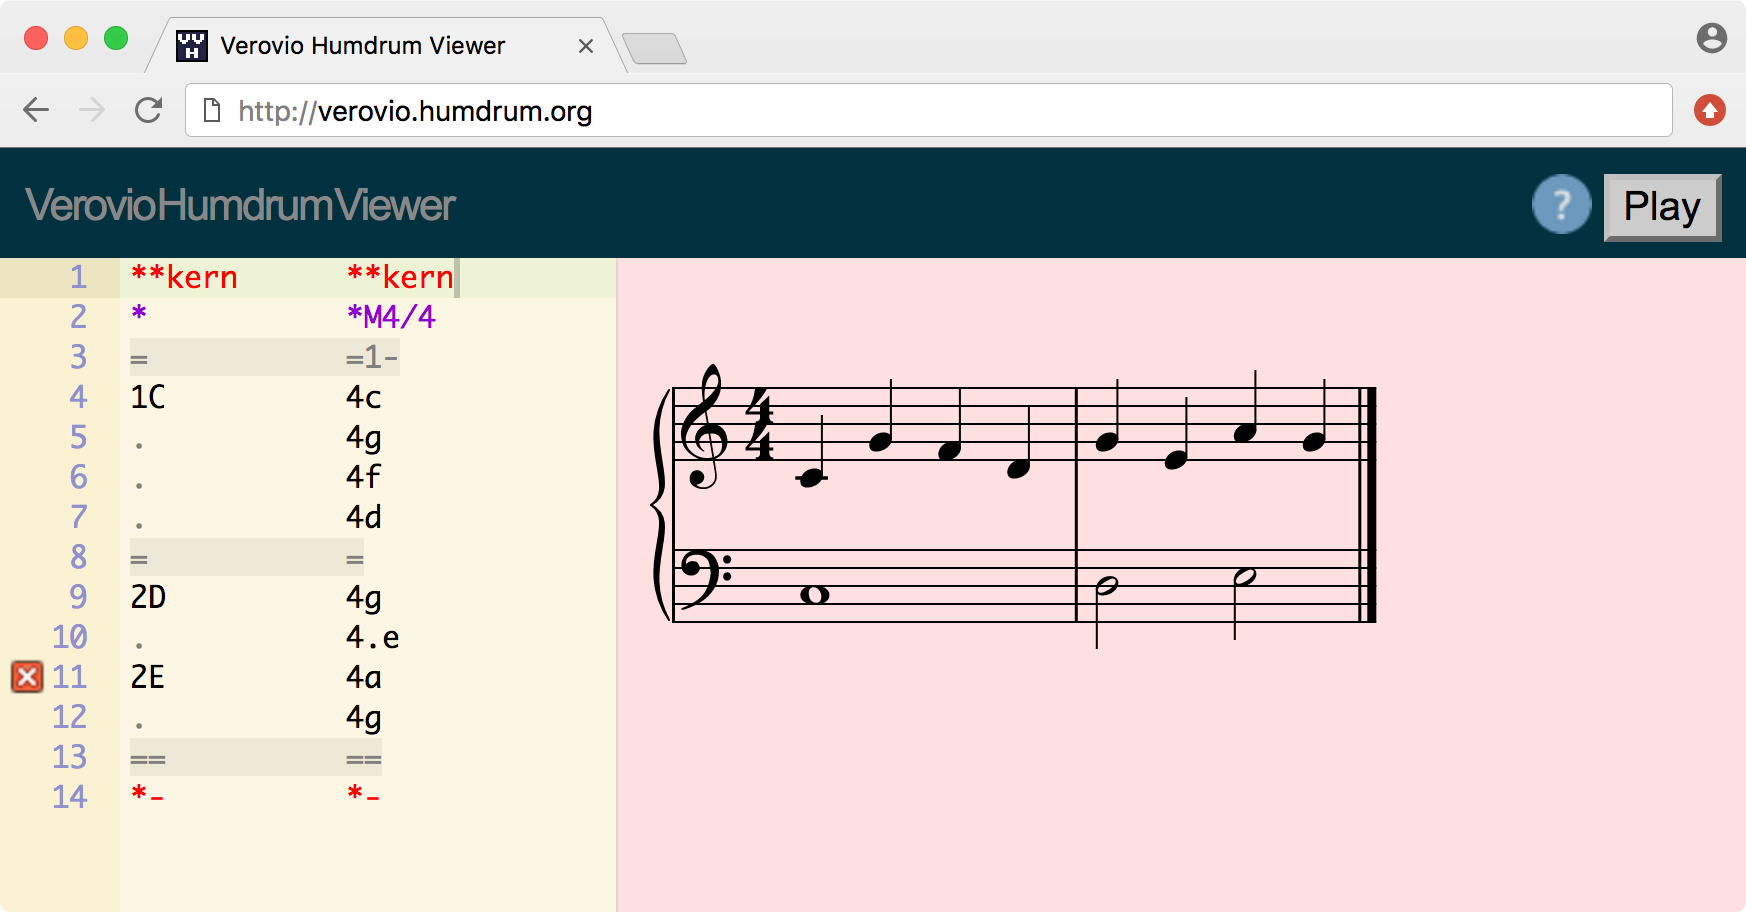 Verovio Humdrum Viewer
http://verovio.humdrum.org
VerovioHumdrumViewer
?
Play
1 **kern **kern
2 * *M4/4
3 = =1-
4 1C 4c
5 . 4g
6 . 4f
7 . 4d
8 = =
9 2D 4g
10 . 4.e
11 2E 4a
12 . 4g
13 == ==
14 *- *-
4
4